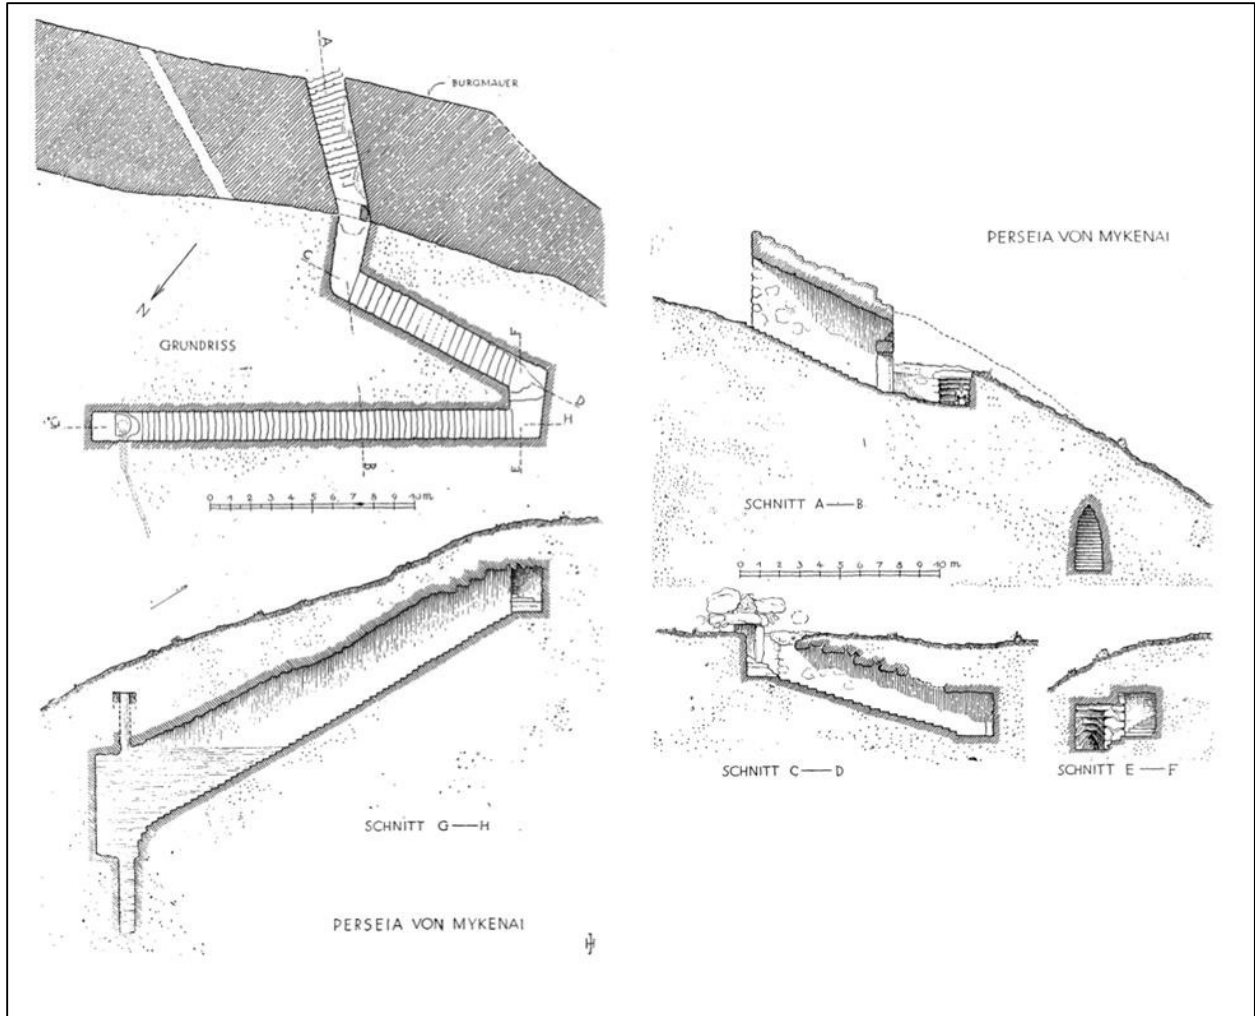 A
BURGMAUER
C
N
GRUNDRISS
F
D
G
H
B
E
0 1 2 3 4 5 6 7 8 9 10 m.
SCHNITT G—H
PERSEIA VON MYKENAI
PERSEIA VON MYKENAI
SCHNITT A—B
0 1 2 3 4 5 6 7 8 9 10 m.
SCHNITT C—D
SCHNITT E—F